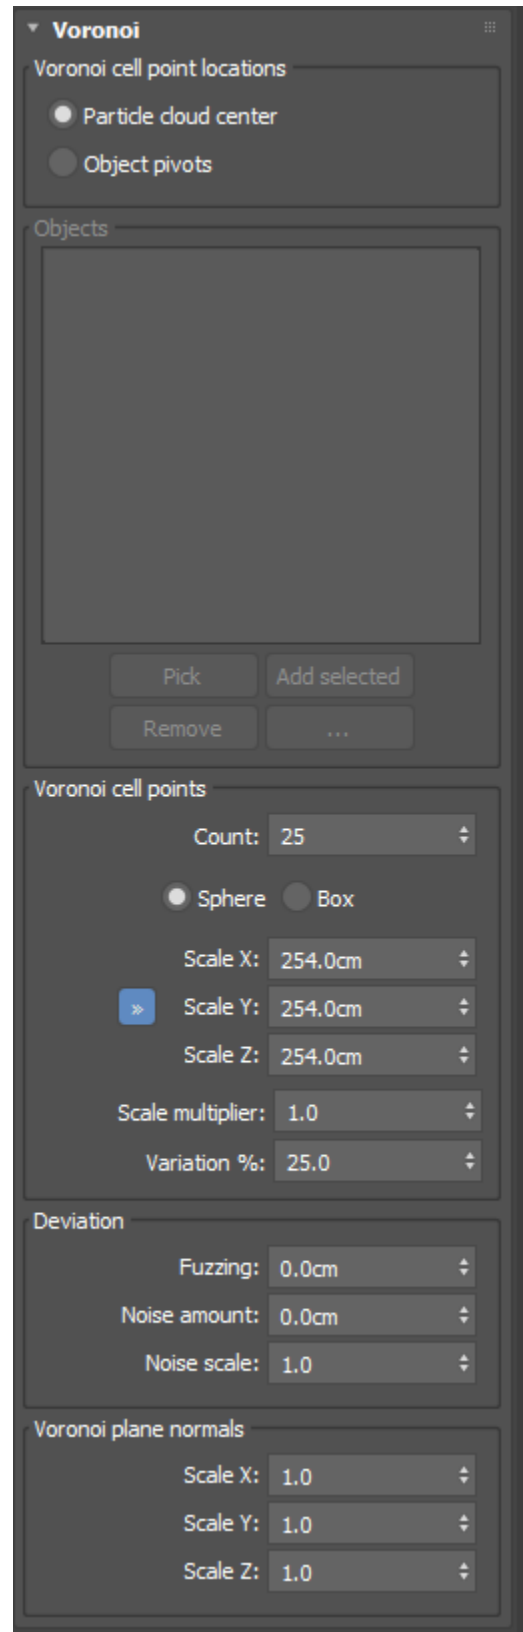 Voronoi
Voronoi cell point locations
Particle cloud center
Object pivots
Objects
Pick Add selected
Remove ...
Voronoi cell points
Count: 25
Sphere Box
Scale X: 254.0cm
» Scale Y: 254.0cm
Scale Z: 254.0cm
Scale multiplier: 1.0
Variation %: 25.0
Deviation
Fuzzing: 0.0cm
Noise amount: 0.0cm
Noise scale: 1.0
Voronoi plane normals
Scale X: 1.0
Scale Y: 1.0
Scale Z: 1.0